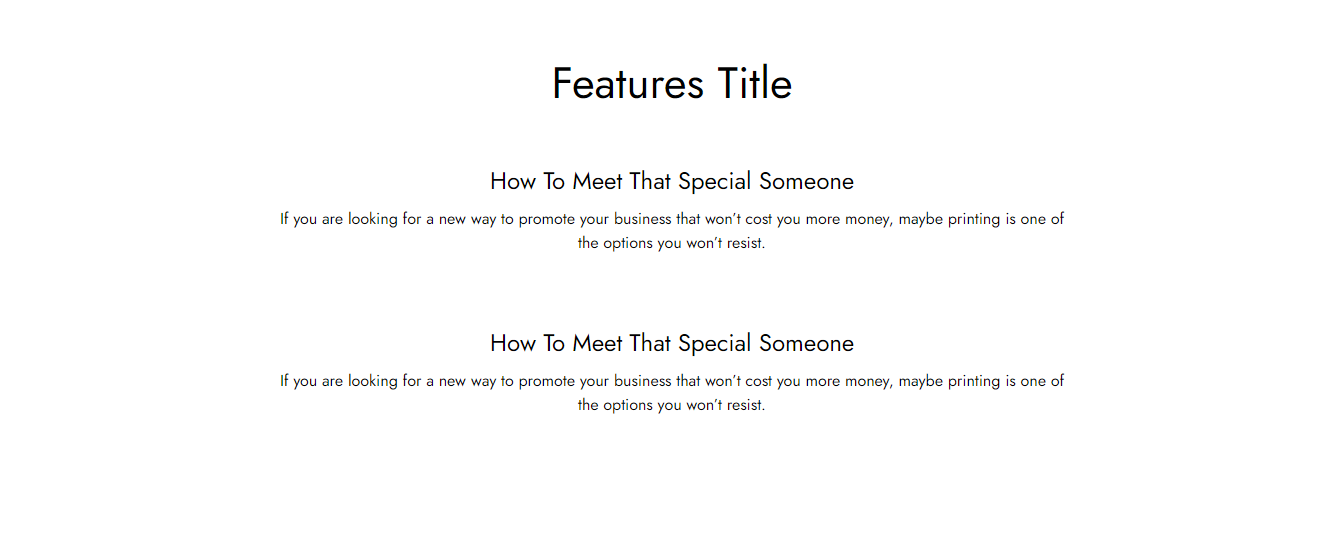 Features Title
How To Meet That Special Someone
If you are looking for a new way to promote your business that won’t cost you more money, maybe printing is one of
the options you won’t resist.
How To Meet That Special Someone
If you are looking for a new way to promote your business that won’t cost you more money, maybe printing is one of
the options you won’t resist.